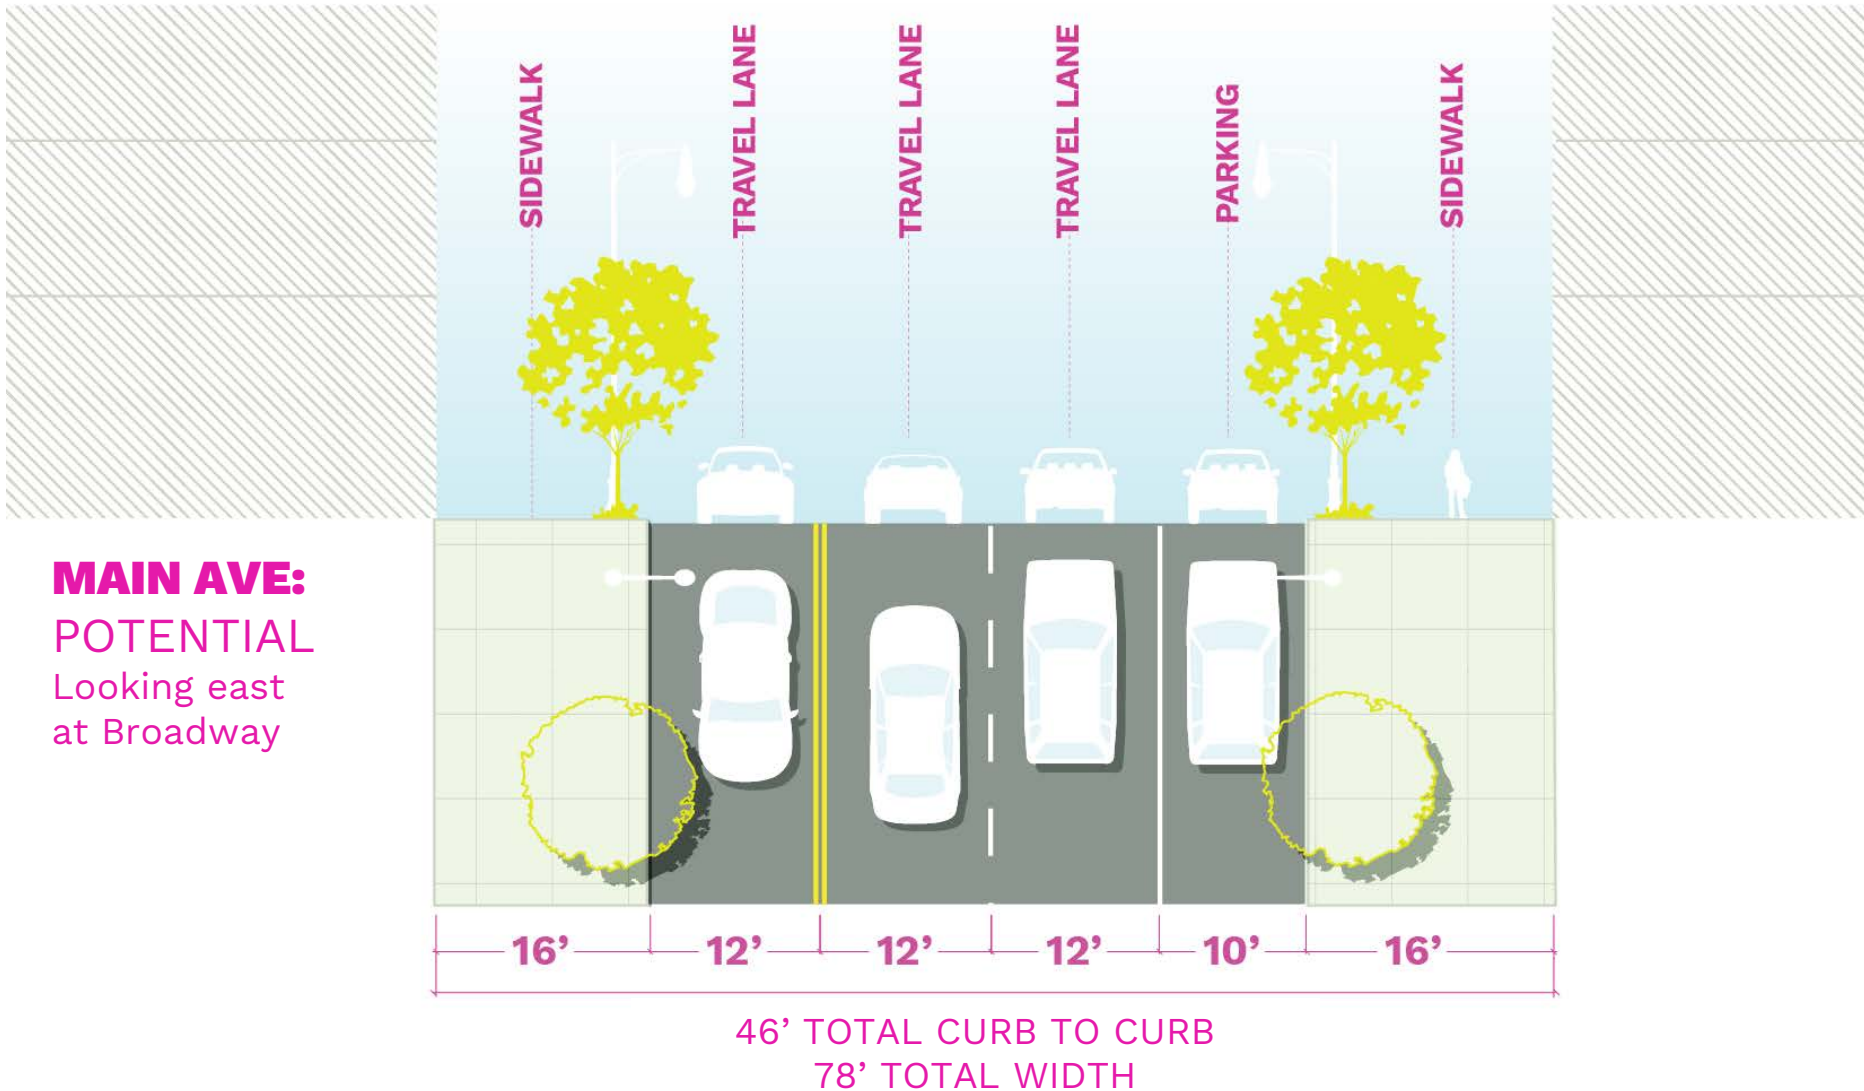 SIDEWALK
TRAVEL LANE
TRAVEL LANE
TRAVEL LANE
PARKING
SIDEWALK
MAIN AVE:
POTENTIAL
Looking east
at Broadway
16’
12’
12’
12’
10’
16’
46’ TOTAL CURB TO CURB
78’ TOTAL WIDTH